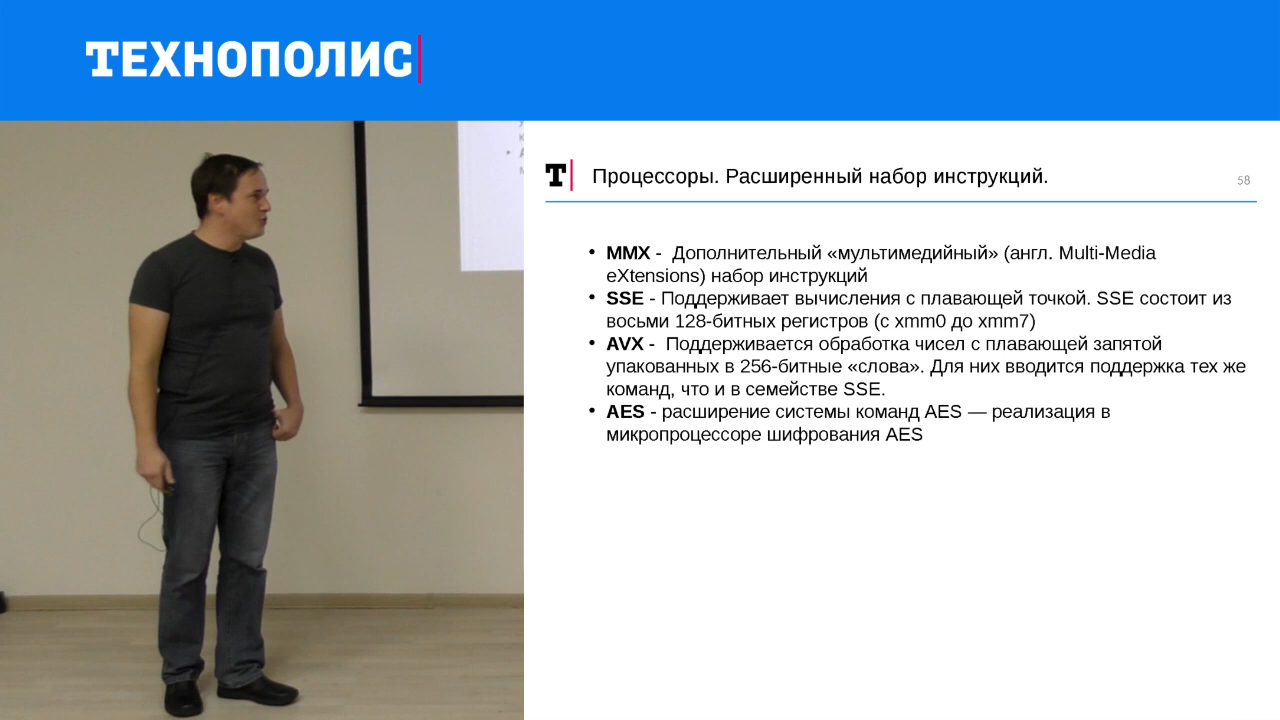 ТЕХНОПОЛИС
Т Процессоры. Расширенный набор инструкций. 58
• MMX - Дополнительный «мультимедийный» (англ. Multi-Media
eXtensions) набор инструкций
• SSE - Поддерживает вычисления с плавающей точкой. SSE состоит из
восьми 128-битных регистров (с xmm0 до xmm7)
• AVX - Поддерживается обработка чисел с плавающей запятой
упакованных в 256-битные «слова». Для них вводится поддержка тех же
команд, что и в семействе SSE.
• AES - расширение системы команд AES — реализация в
микропроцессоре шифрования AES